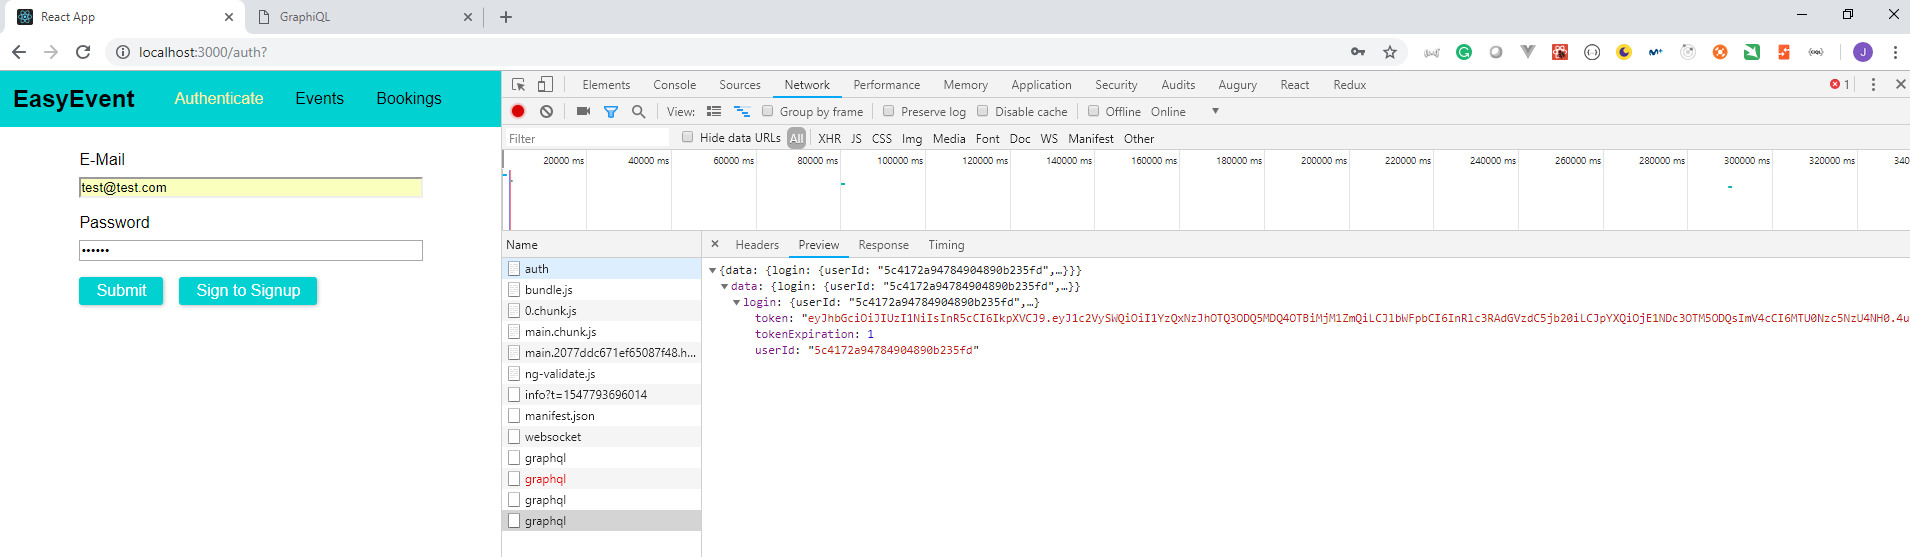 React App
GraphiQL
localhost:3000/auth?
J
EasyEvent Authenticate Events Bookings
E-Mail
test@test.com
Password
••••••
Submit Sign to Signup
Elements Console Sources Network Performance Memory Application Security Audits Augury React Redux 1
View: Group by frame Preserve log Disable cache Offline Online
Filter Hide data URLs All XHR JS CSS Img Media Font Doc WS Manifest Other
20000 ms 40000 ms 60000 ms 80000 ms 100000 ms 120000 ms 140000 ms 160000 ms 180000 ms 200000 ms 220000 ms 240000 ms 260000 ms 280000 ms 300000 ms 320000 ms 340
Name
auth
bundle.js
0.chunk.js
main.chunk.js
main.2077ddc671ef65087f48.h...
ng-validate.js
info?t=1547793696014
manifest.json
websocket
graphql
graphql
graphql
graphql
Headers Preview Response Timing
{data: {login: {userId: "5c4172a94784904890b235fd",…}}}
data: {login: {userId: "5c4172a94784904890b235fd",…}}
login: {userId: "5c4172a94784904890b235fd",…}
token: "eyJhbGciOiJIUzI1NiIsInR5cCI6IkpXVCJ9.eyJ1c2VySWQiOiI1YzQxNzJhOTQ3ODQ5MDQ4OTBiMjM1ZmQiLCJlbWFpbCI6InRlc3RAdGVzdC5jb20iLCJpYXQiOjE1NDc3OTM5ODQsImV4cCI6MTU0Nzc5NzU4NH0.4u
tokenExpiration: 1
userId: "5c4172a94784904890b235fd"